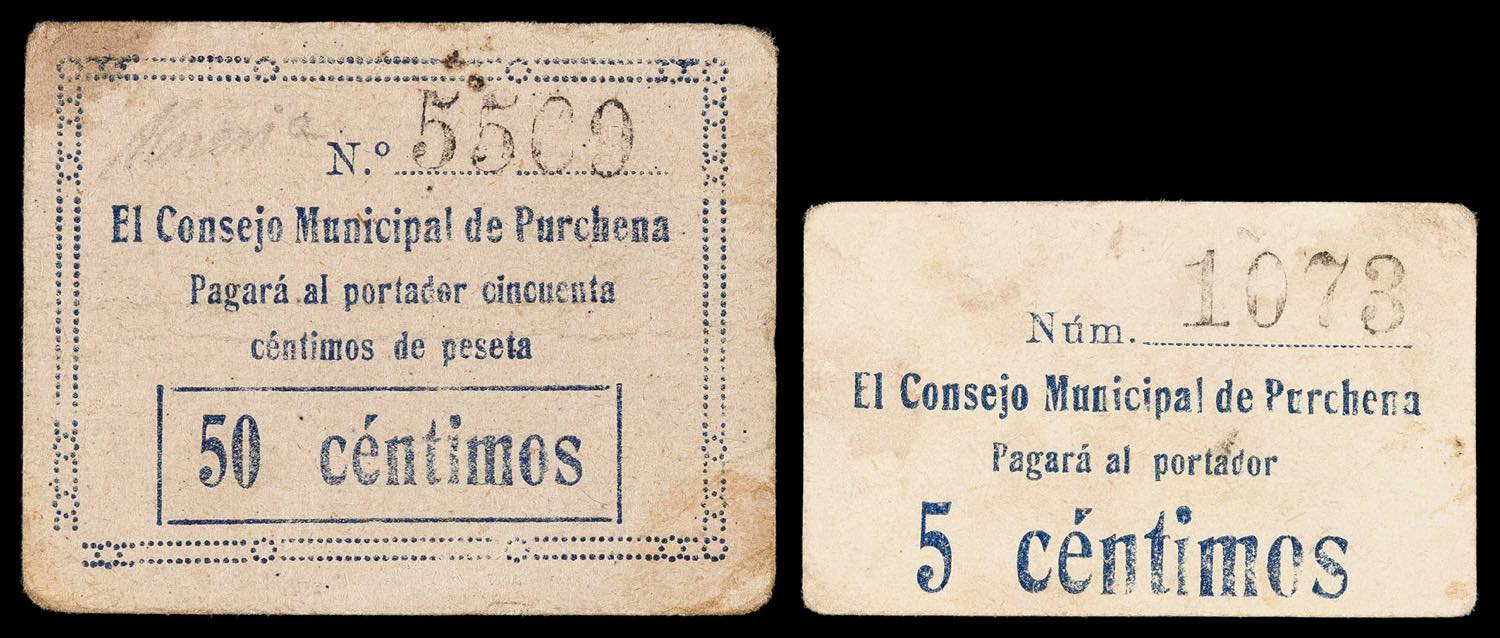 N.º 5509
El Consejo Municipal de Purchena
Pagará al portador cincuenta
céntimos de peseta
50 céntimos
Núm. 1073
El Consejo Municipal de Purchena
Pagará al portador
5 céntimos